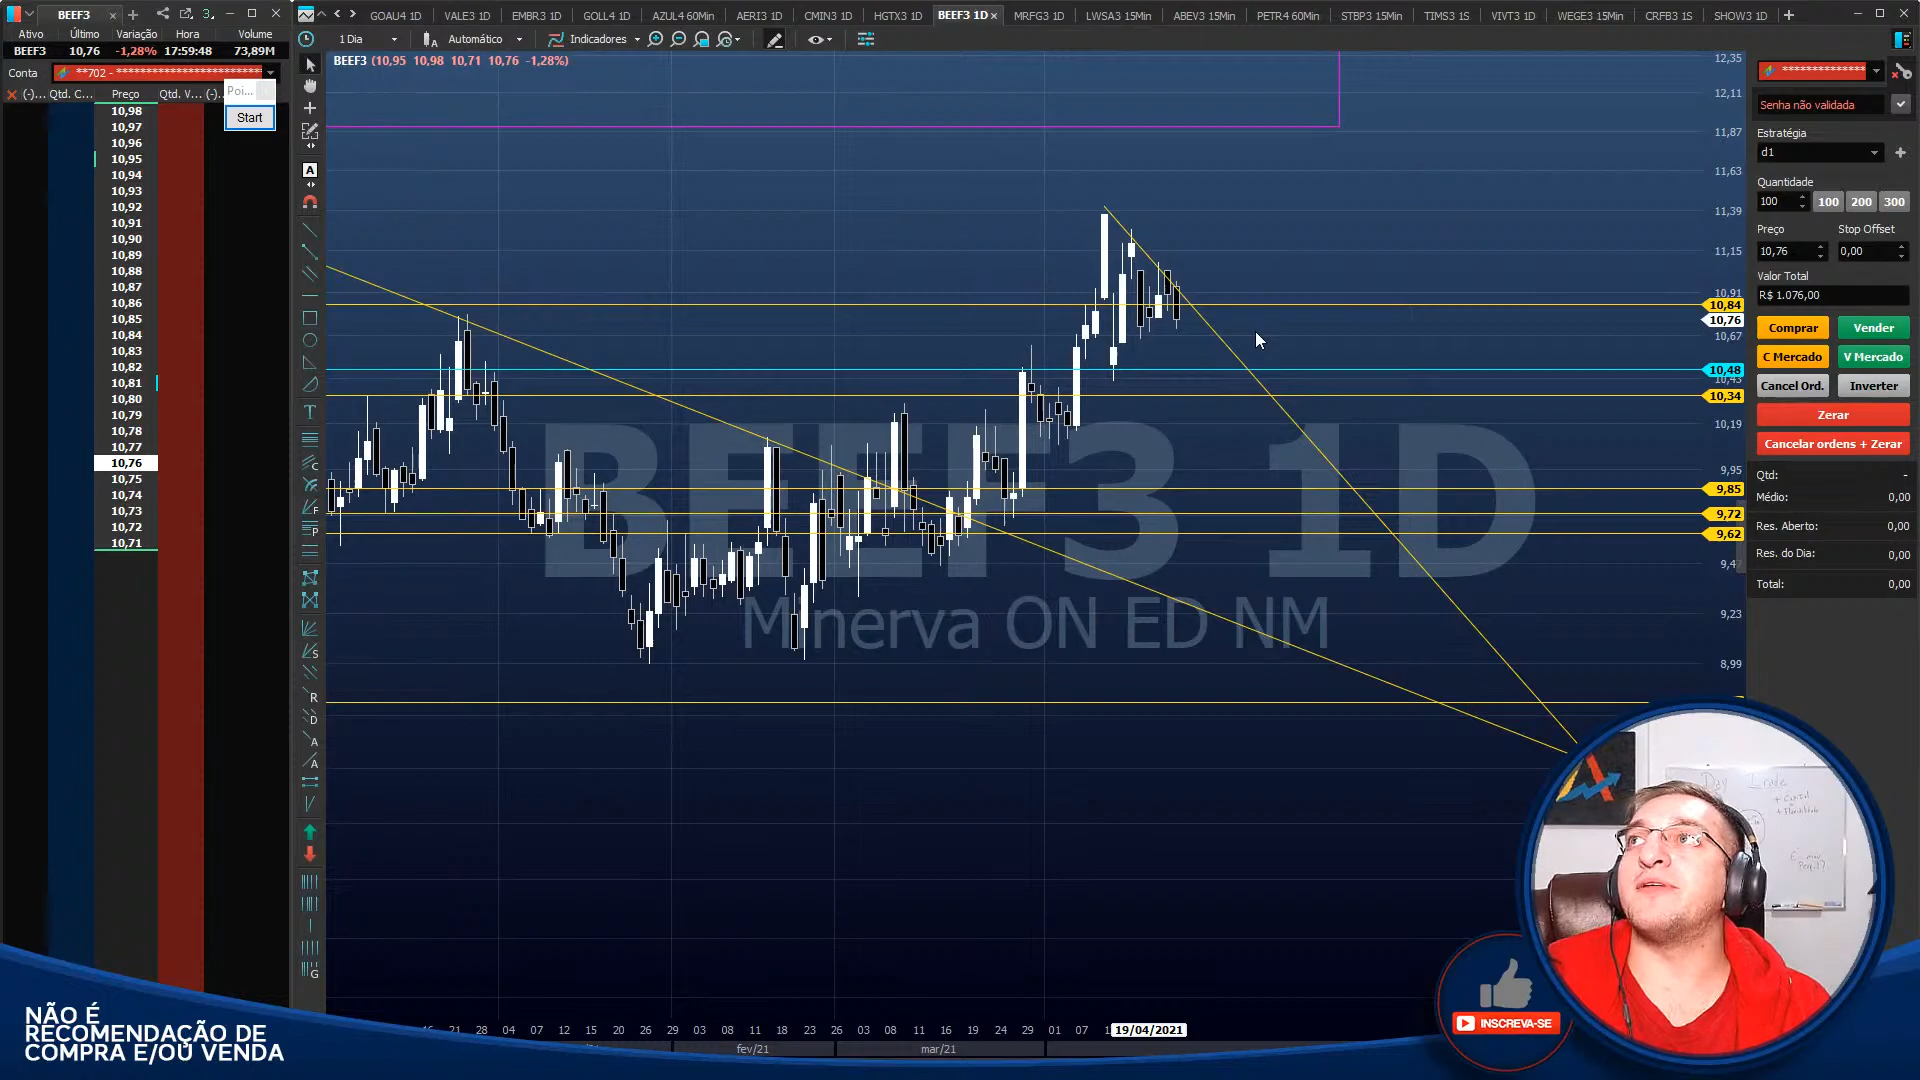 BEEF3
GOAU4 1D
VALE3 1D
EMBR3 1D
GOLL4 1D
AZUL4 60Min
AERI3 1D
CMIN3 1D
HGTX3 1D
BEEF3 1D
MRFG3 1D
LWSA3 15Min
ABEV3 15Min
PETR4 60Min
STBP3 15Min
TIMS3 1S
VIVT3 1D
WEGE3 15Min
CRFB3 1S
SHOW3 1D
Ativo Último Variação Hora Volume
BEEF3 10,76 -1,28% 17:59:48 73,89M
1 Dia
Automático
Indicadores
Conta **702 - **************************
(-)... Qtd. C... Preço Qtd. V... (-)...
Poi...
Start
10,98
10,97
10,96
10,95
10,94
10,93
10,92
10,91
10,90
10,89
10,88
10,87
10,86
10,85
10,84
10,83
10,82
10,81
10,80
10,79
10,78
10,77
10,76
10,75
10,74
10,73
10,72
10,71
BEEF3 (10,95 10,98 10,71 10,76 -1,28%)
BEEF3 1D
Minerva ON ED NM
12,35
12,11
11,87
11,63
11,39
11,15
10,91
10,84
10,76
10,67
10,48
10,43
10,34
10,19
9,95
9,85
9,72
9,62
9,47
9,23
8,99
21 28 04 07 12 15 20 26 29 03 08 11 18 23 26 03 08 11 16 19 24 29 01 07
19/04/2021
fev/21
mar/21
***************
Senha não validada
Estratégia
d1
Quantidade
100 100 200 300
Preço Stop Offset
10,76 0,00
Valor Total
R$ 1.076,00
Comprar Vender
C Mercado V Mercado
Cancel Ord. Inverter
Zerar
Cancelar ordens + Zerar
Qtd: -
Médio: 0,00
Res. Aberto: 0,00
Res. do Dia: 0,00
Total: 0,00
Day Trade
INSCREVA-SE
NÃO É
RECOMENDAÇÃO DE
COMPRA E/OU VENDA